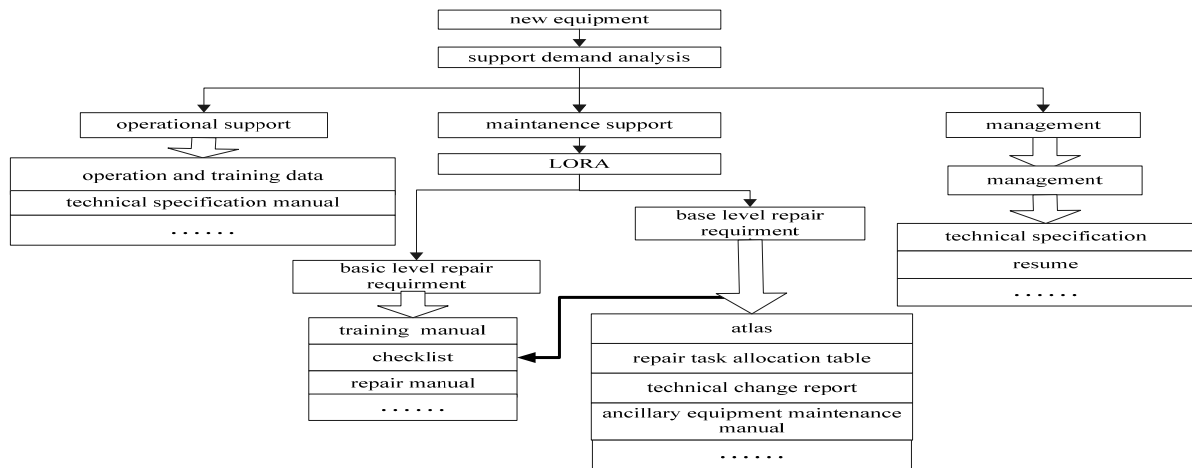 new equipment
support demand analysis
operational support
maintanence support
management
LORA
management
operation and training data
technical specification manual
......
base level repair
requirment
technical specification
resume
......
basic level repair
requirment
training manual
checklist
repair manual
......
atlas
repair task allocation table
technical change report
ancillary equipment maintenance
manual
......